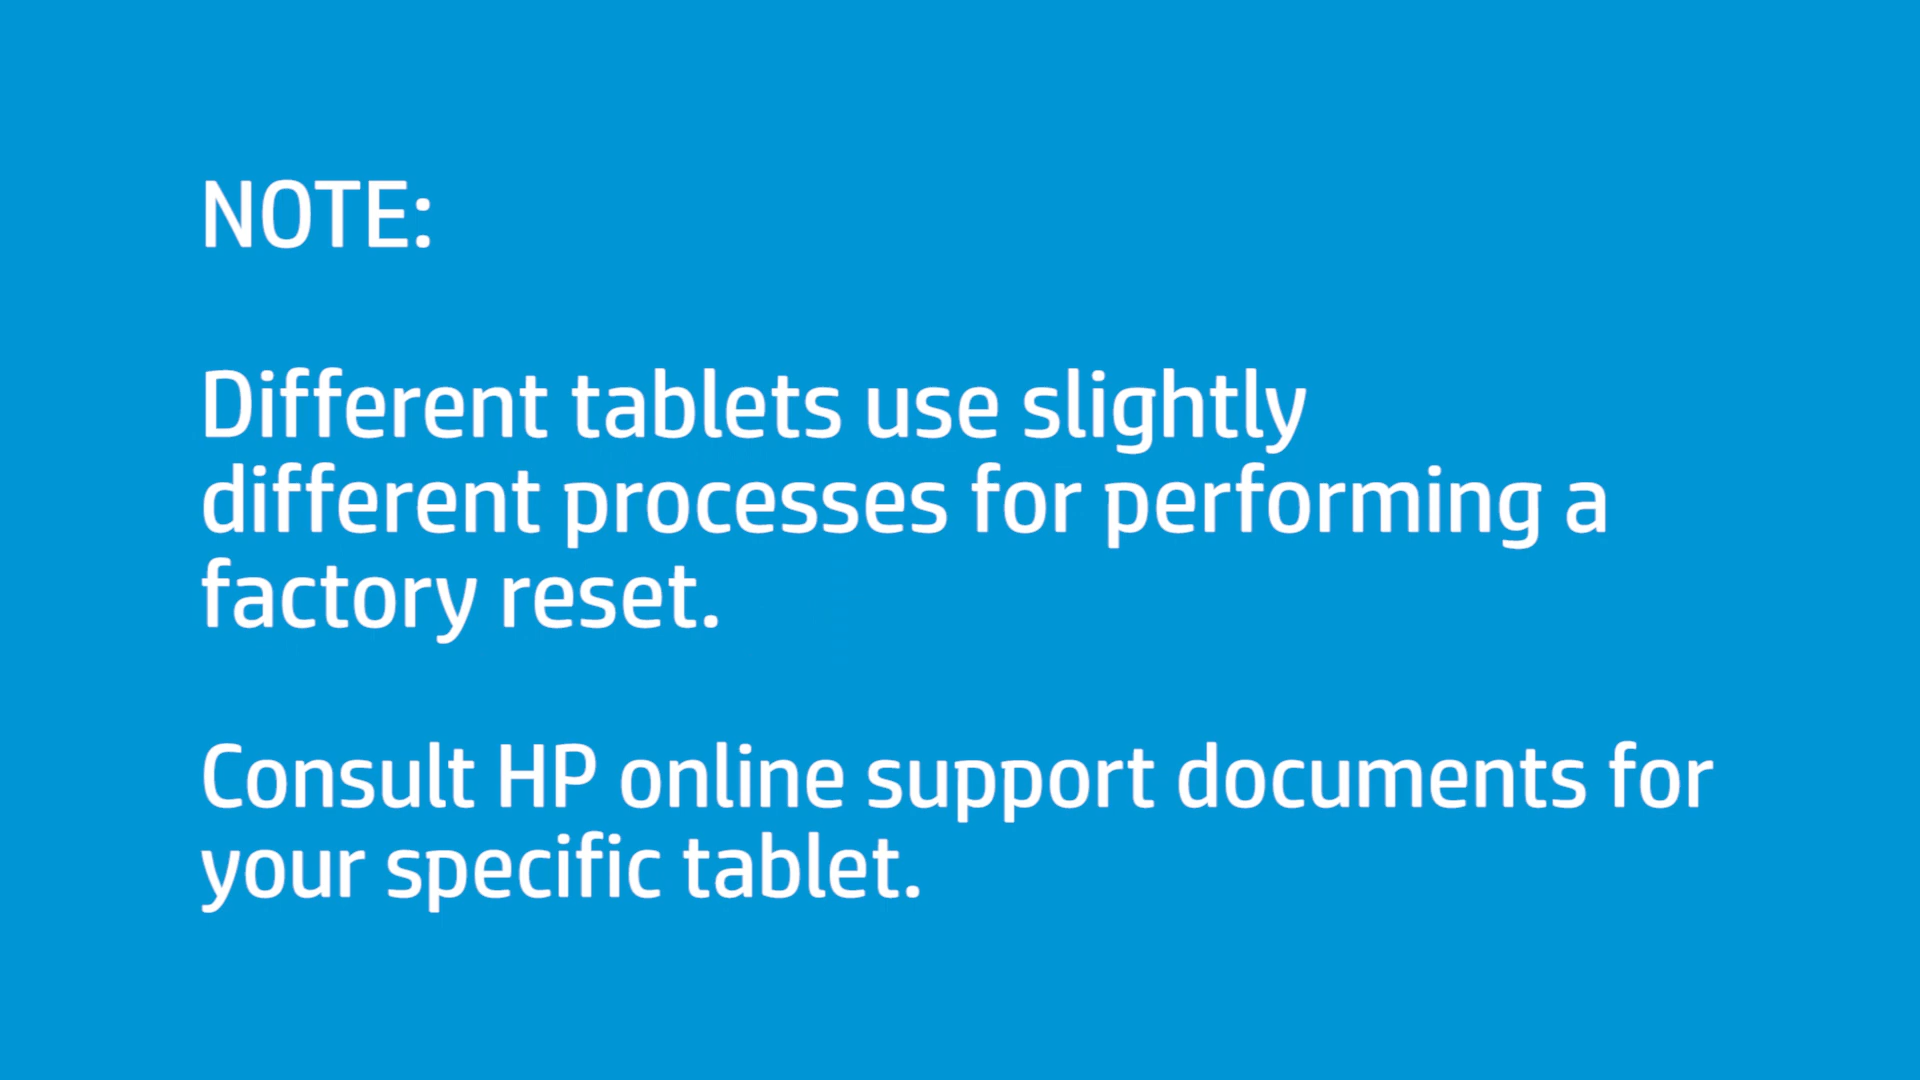 NOTE:
Different tablets use slightly
different processes for performing a
factory reset.
Consult HP online support documents for
your specific tablet.